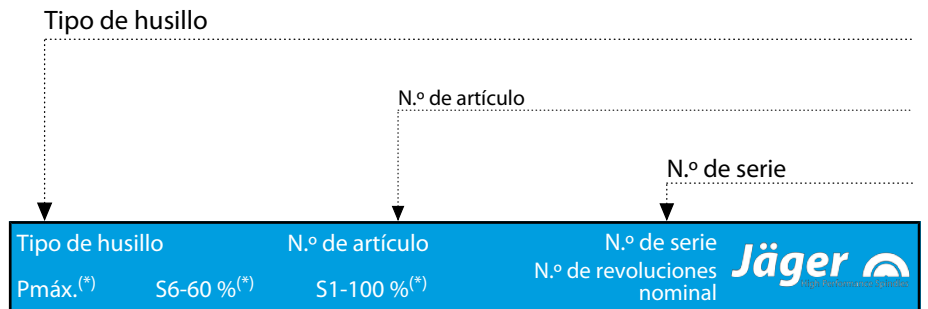 Tipo de husillo
N.º de artículo
N.º de serie
Tipo de husillo N.º de artículo N.º de serie
Pmáx.(*) S6-60 %(*) S1-100 %(*) N.º de revoluciones nominal
Jäger